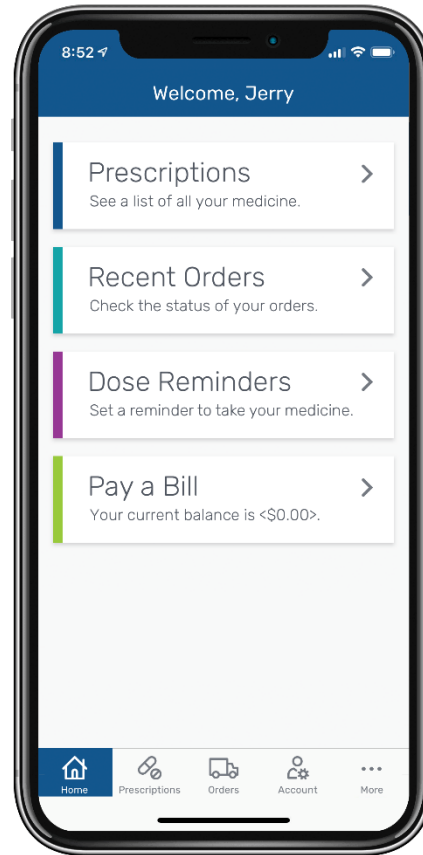 8:52
Welcome, Jerry
Prescriptions
See a list of all your medicine.
Recent Orders
Check the status of your orders.
Dose Reminders
Set a reminder to take your medicine.
Pay a Bill
Your current balance is <$0.00>.
Home Prescriptions Orders Account More